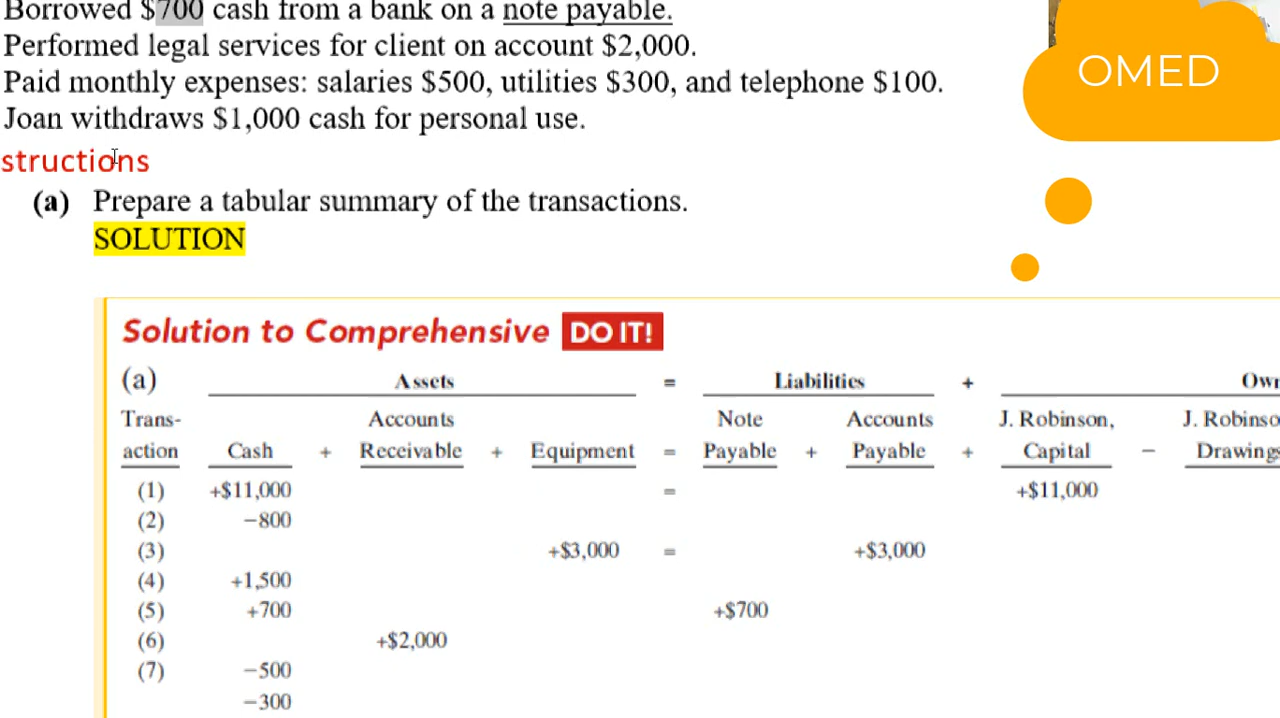 Borrowed $700 cash from a bank on a note payable.
Performed legal services for client on account $2,000.
Paid monthly expenses: salaries $500, utilities $300, and telephone $100.
Joan withdraws $1,000 cash for personal use.
OMED
structions
(a) Prepare a tabular summary of the transactions.
SOLUTION
Solution to Comprehensive DO IT!
(a) Assets = Liabilities + Own
Trans- Accounts Note Accounts J. Robinson, J. Robinso
action Cash + Receivable + Equipment = Payable + Payable + Capital − Drawings
(1) +$11,000 = +$11,000
(2) −800
(3) +$3,000 = +$3,000
(4) +1,500
(5) +700 +$700
(6) +$2,000
(7) −500
−300